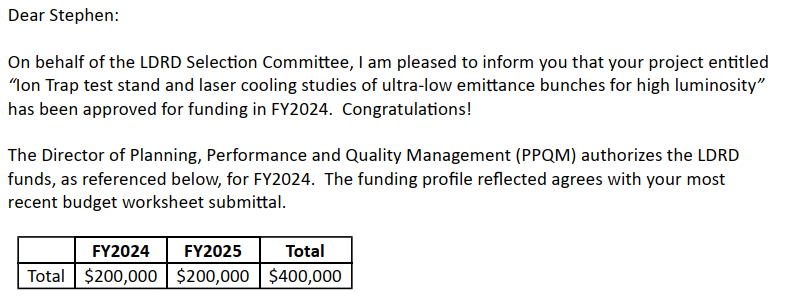 Dear Stephen:
On behalf of the LDRD Selection Committee, I am pleased to inform you that your project entitled
“Ion Trap test stand and laser cooling studies of ultra-low emittance bunches for high luminosity”
has been approved for funding in FY2024.  Congratulations!
The Director of Planning, Performance and Quality Management (PPQM) authorizes the LDRD
funds, as referenced below, for FY2024.  The funding profile reflected agrees with your most
recent budget worksheet submittal.
FY2024 FY2025 Total
Total $200,000 $200,000 $400,000